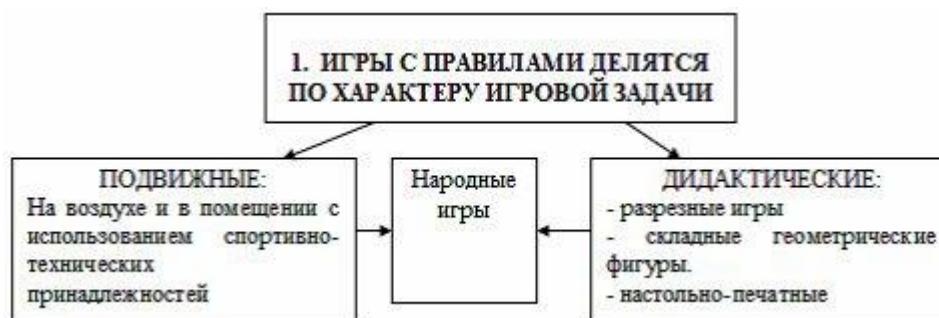 1. ИГРЫ С ПРАВИЛАМИ ДЕЛЯТСЯ
ПО ХАРАКТЕРУ ИГРОВОЙ ЗАДАЧИ
ПОДВИЖНЫЕ:
На воздухе и в помещении с
использованием спортивно-
технических
принадлежностей
Народные
игры
ДИДАКТИЧЕСКИЕ:
- разрезные игры
- складные геометрические
фигуры.
- настольно-печатные